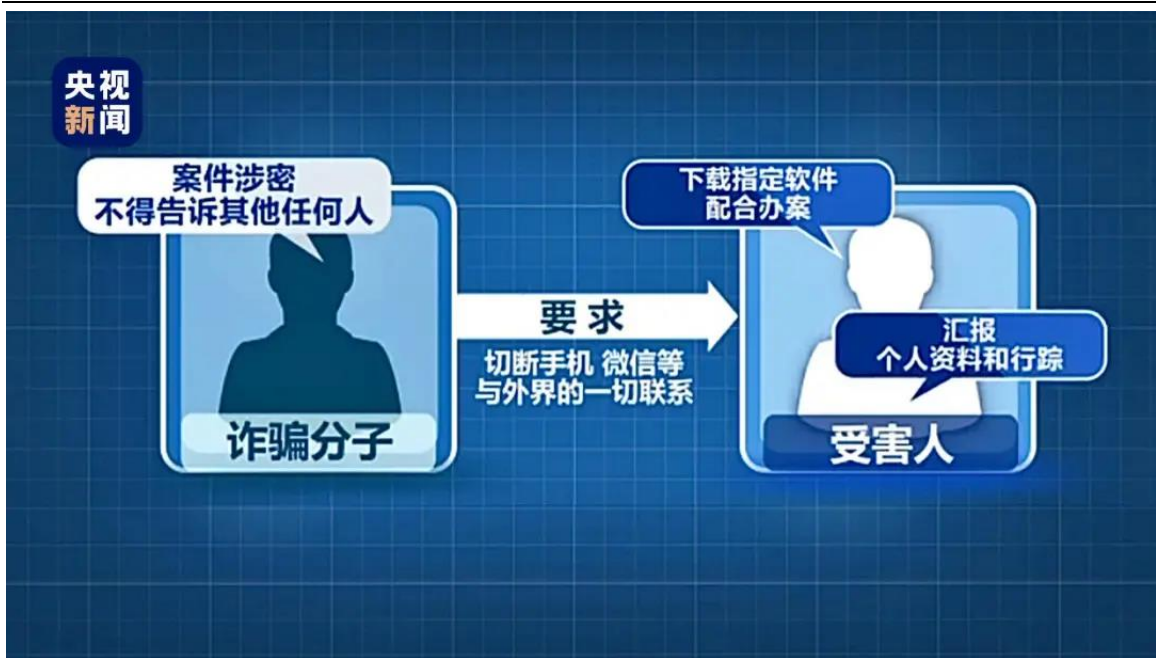 央视
新闻
案件涉密
不得告诉其他任何人
诈骗分子
要求
切断手机 微信等
与外界的一切联系
下载指定软件
配合办案
汇报
个人资料和行踪
受害人